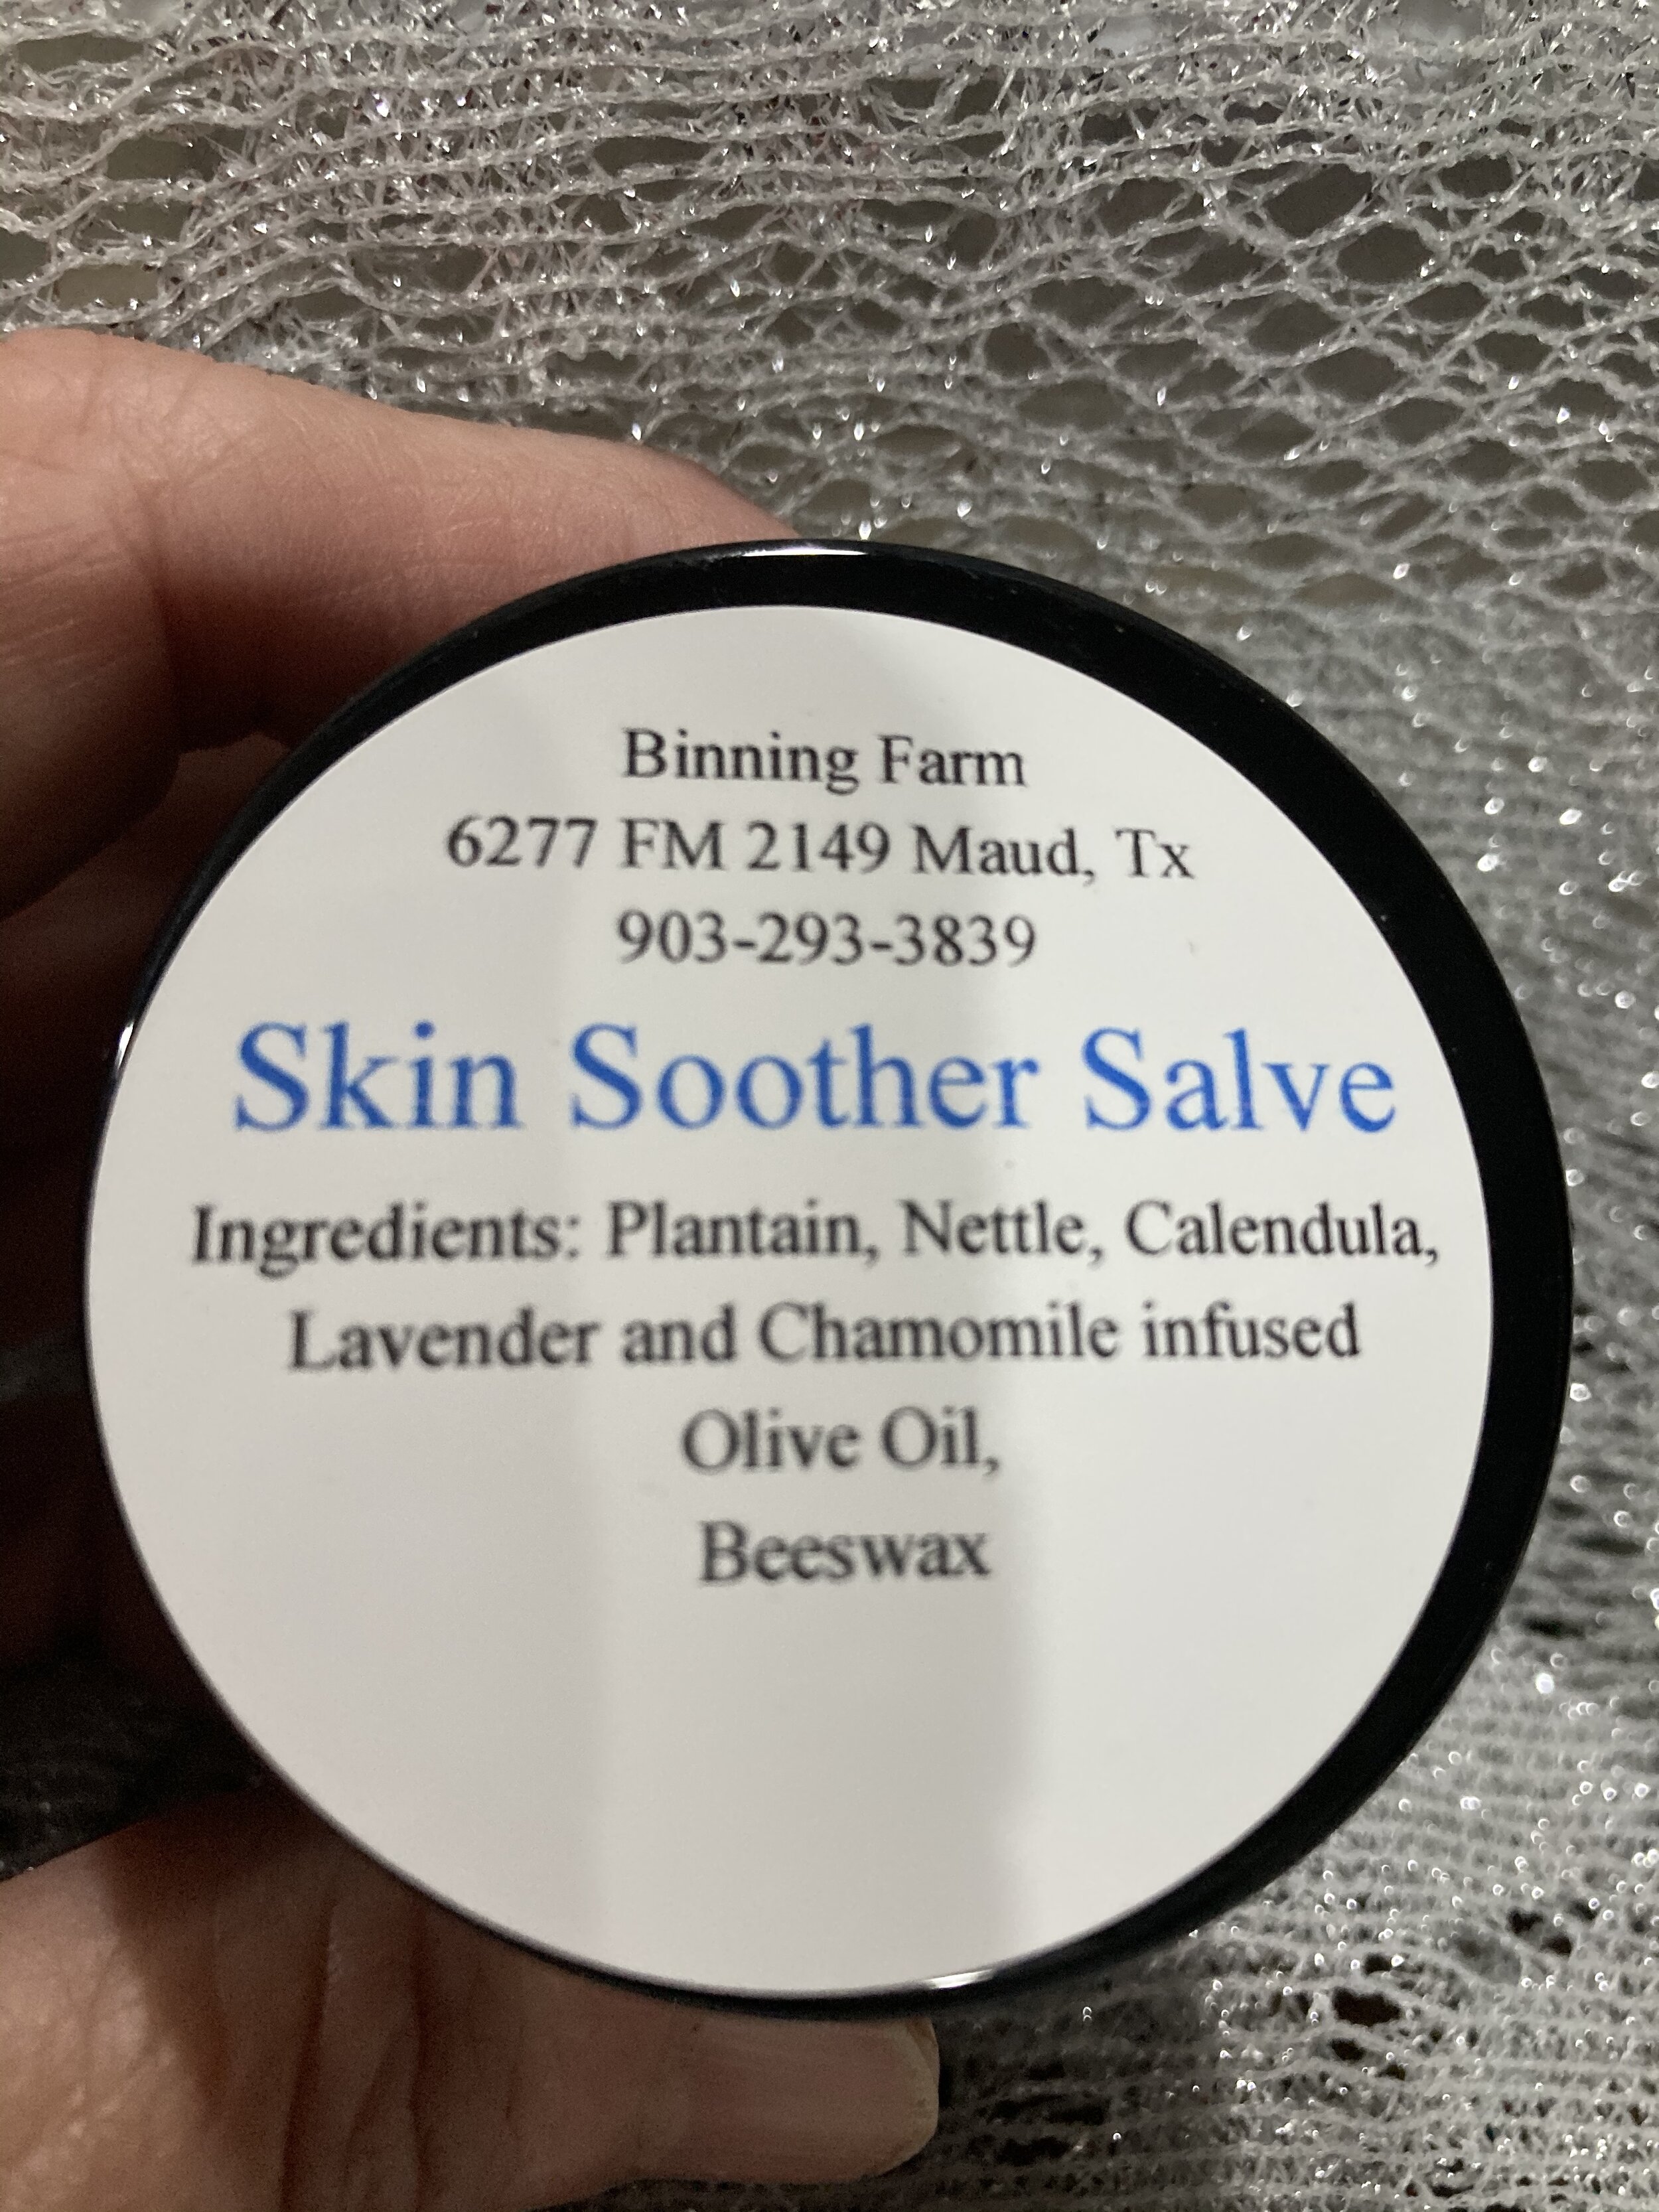 Binning Farm
6277 FM 2149 Maud, Tx
903-293-3839
Skin Soother Salve
Ingredients: Plantain, Nettle, Calendula,
Lavender and Chamomile infused
Olive Oil,
Beeswax